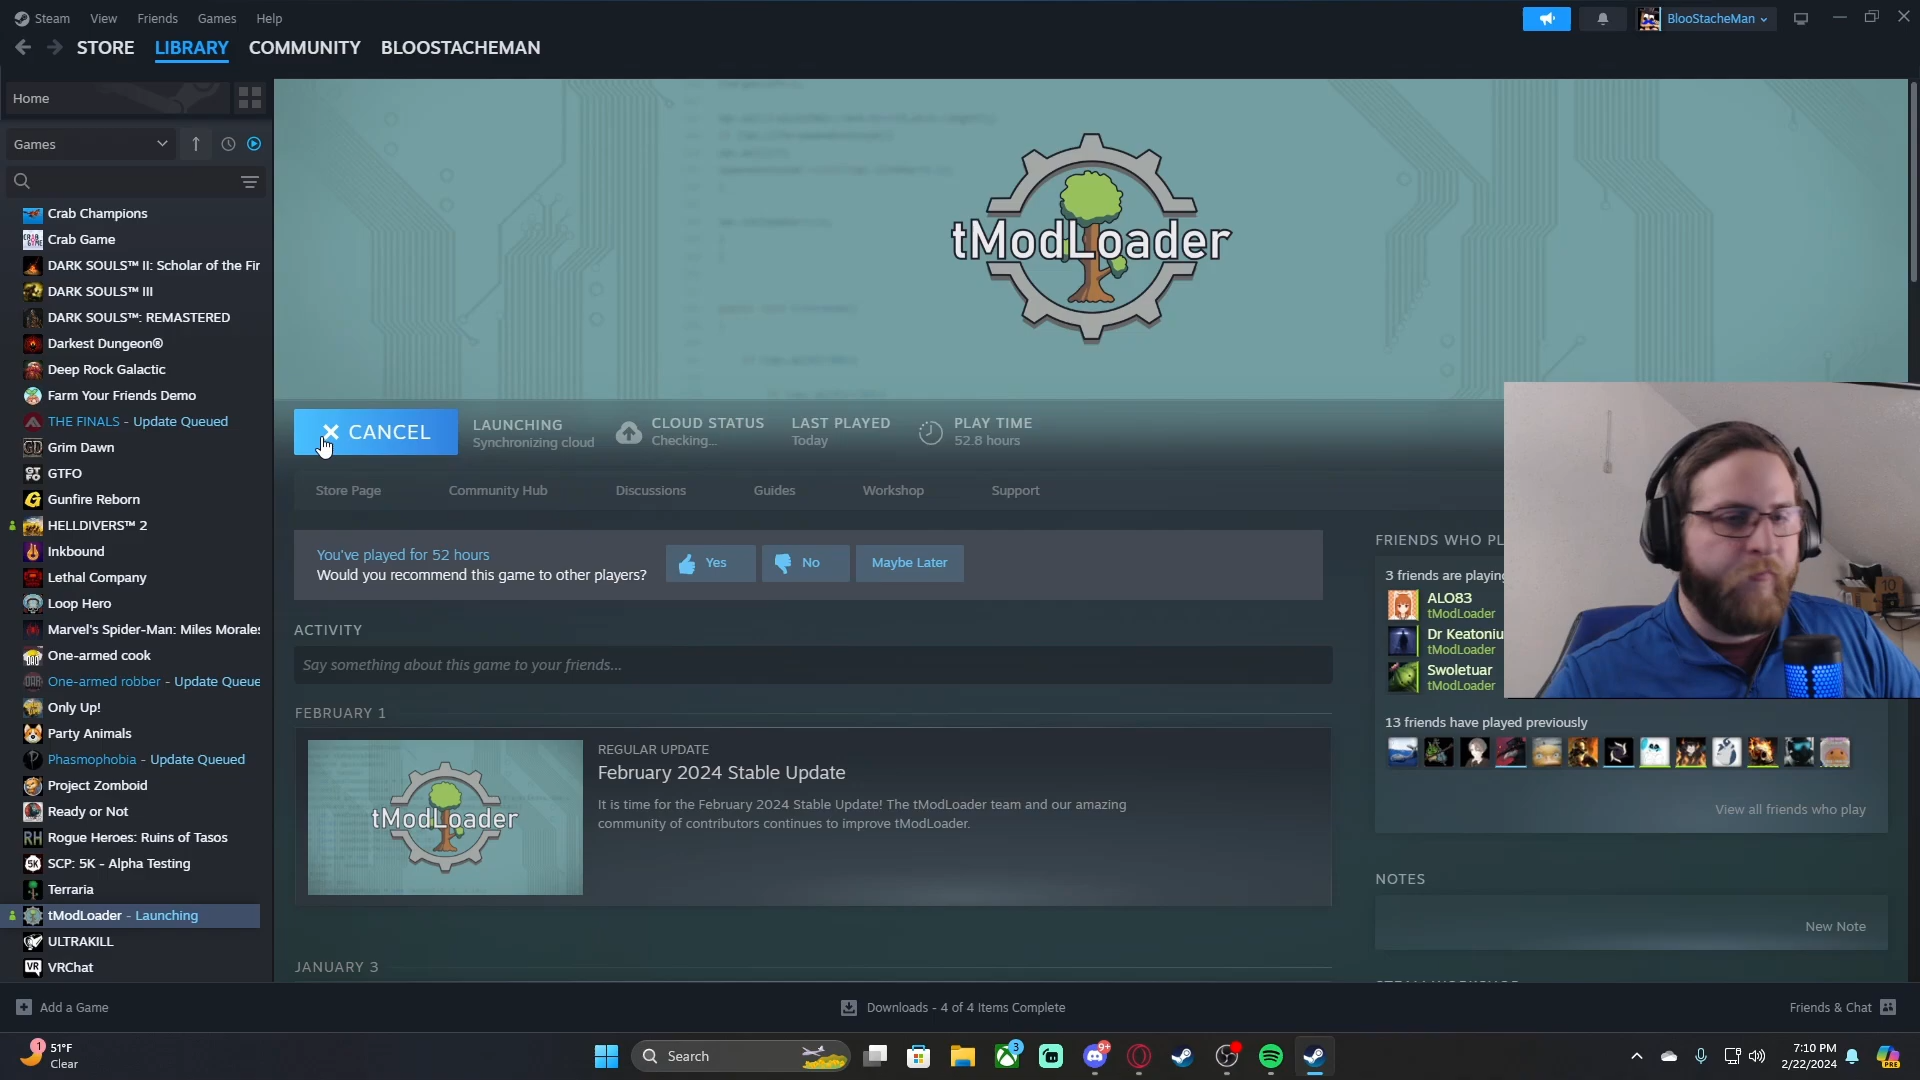 Steam View Friends Games Help
BlooStacheMan
STORE LIBRARY COMMUNITY BLOOSTACHEMAN
Home
Games
Crab Champions
Crab Game
DARK SOULS™ II: Scholar of the Fir
DARK SOULS™ III
DARK SOULS™: REMASTERED
Darkest Dungeon®
Deep Rock Galactic
Farm Your Friends Demo
THE FINALS - Update Queued
Grim Dawn
GTFO
Gunfire Reborn
HELLDIVERS™ 2
Inkbound
Lethal Company
Loop Hero
Marvel's Spider-Man: Miles Morales
One-armed cook
One-armed robber - Update Queue
Only Up!
Party Animals
Phasmophobia - Update Queued
Project Zomboid
Ready or Not
Rogue Heroes: Ruins of Tasos
SCP: 5K - Alpha Testing
Terraria
tModLoader - Launching
ULTRAKILL
VRChat
tModLoader
CANCEL
LAUNCHING
Synchronizing cloud
CLOUD STATUS
Checking...
LAST PLAYED
Today
PLAY TIME
52.8 hours
Store Page Community Hub Discussions Guides Workshop Support
You've played for 52 hours
Would you recommend this game to other players?
Yes No Maybe Later
ACTIVITY
Say something about this game to your friends...
FEBRUARY 1
tModLoader
REGULAR UPDATE
February 2024 Stable Update
It is time for the February 2024 Stable Update! The tModLoader team and our amazing
community of contributors continues to improve tModLoader.
JANUARY 3
FRIENDS WHO PL
3 friends are playing
ALO83
tModLoader
Dr Keatoniu
tModLoader
Swoletuar
tModLoader
13 friends have played previously
View all friends who play
NOTES
New Note
Add a Game
Downloads - 4 of 4 Items Complete
Friends & Chat
1
51°F
Clear
Search
3
9+
7:10 PM
2/22/2024
PRE